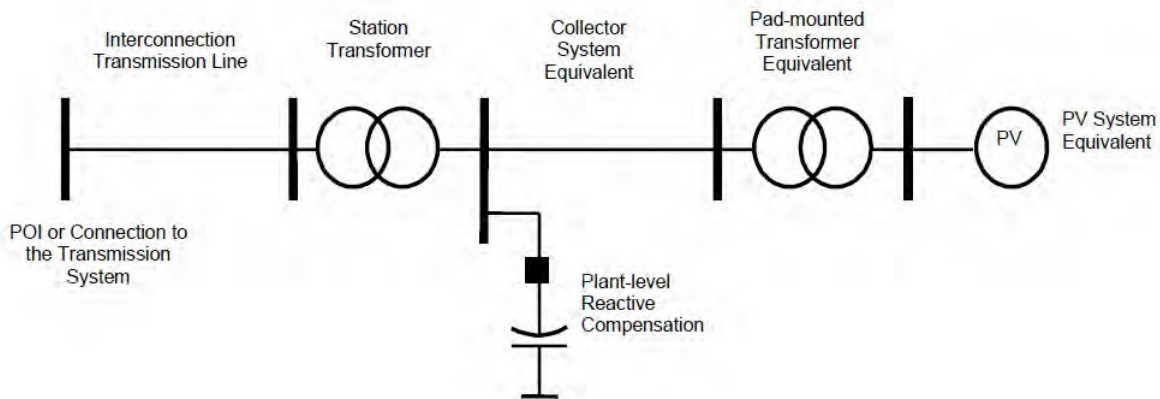 Interconnection
Transmission Line
Station
Transformer
Collector
System
Equivalent
Pad-mounted
Transformer
Equivalent
PV
PV System
Equivalent
POI or Connection to
the Transmission
System
Plant-level
Reactive
Compensation